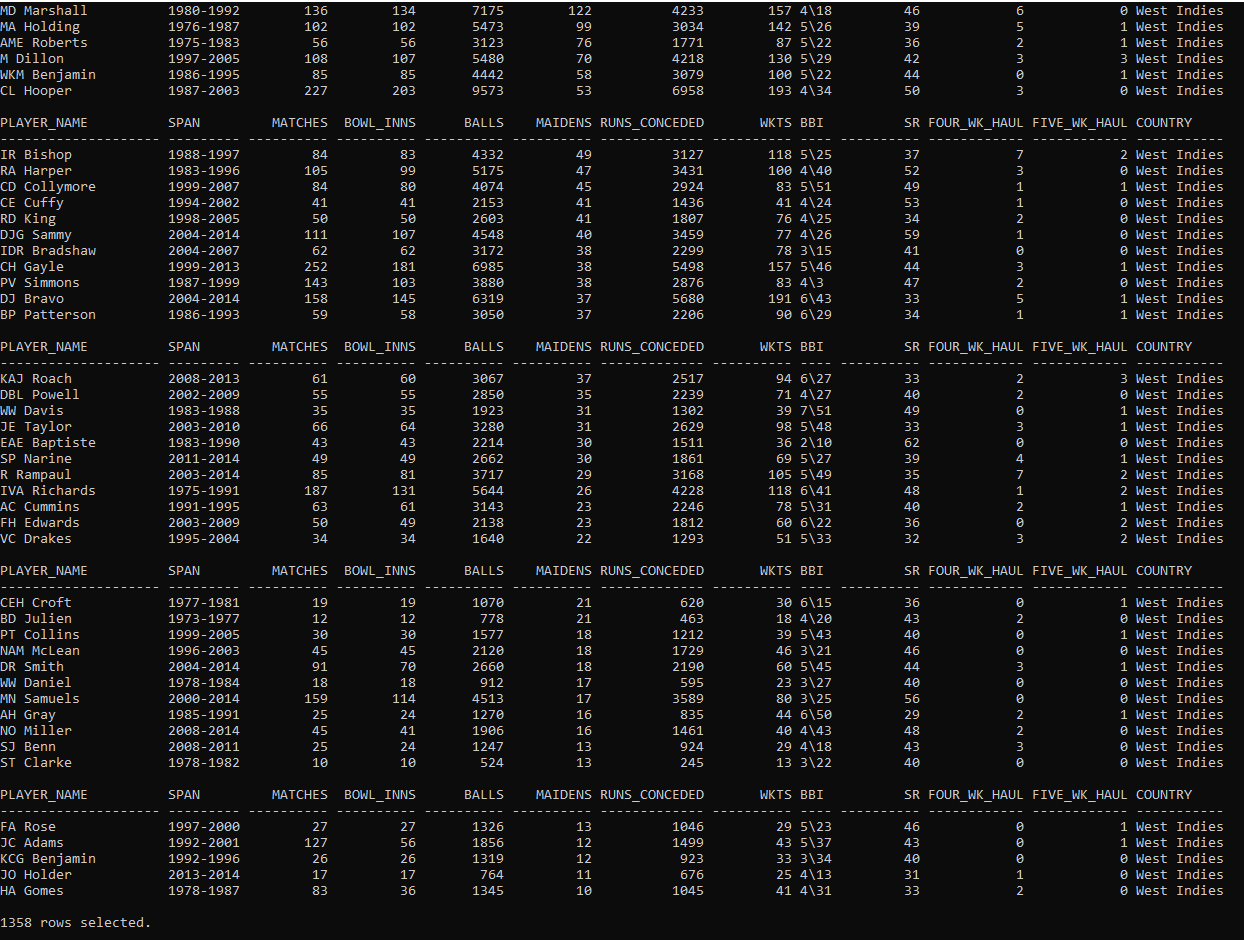 MD Marshall 1980-1992 136 134 7175 122 4233 157 4\18 46 6 0 West Indies
MA Holding 1976-1987 102 102 5473 99 3034 142 5\26 39 5 1 West Indies
AME Roberts 1975-1983 56 56 3123 76 1771 87 5\22 36 2 1 West Indies
M Dillon 1997-2005 108 107 5480 70 4218 130 5\29 42 3 3 West Indies
WKM Benjamin 1986-1995 85 85 4442 58 3079 100 5\22 44 0 1 West Indies
CL Hooper 1987-2003 227 203 9573 53 6958 193 4\34 50 3 0 West Indies
PLAYER_NAME SPAN MATCHES BOWL_INNS BALLS MAIDENS RUNS_CONCEDED WKTS BBI SR FOUR_WK_HAUL FIVE_WK_HAUL COUNTRY
-------------------- --------- ---------- ---------- ---------- ---------- ------------- ---------- ---- ---------- ------------ ------------ -----------
IR Bishop 1988-1997 84 83 4332 49 3127 118 5\25 37 7 2 West Indies
RA Harper 1983-1996 105 99 5175 47 3431 100 4\40 52 3 0 West Indies
CD Collymore 1999-2007 84 80 4074 45 2924 83 5\51 49 1 1 West Indies
CE Cuffy 1994-2002 41 41 2153 41 1436 41 4\24 53 1 0 West Indies
RD King 1998-2005 50 50 2603 41 1807 76 4\25 34 2 0 West Indies
DJG Sammy 2004-2014 111 107 4548 40 3459 77 4\26 59 1 0 West Indies
IDR Bradshaw 2004-2007 62 62 3172 38 2299 78 3\15 41 0 0 West Indies
CH Gayle 1999-2013 252 181 6985 38 5498 157 5\46 44 3 1 West Indies
PV Simmons 1987-1999 143 103 3880 38 2876 83 4\3 47 2 0 West Indies
DJ Bravo 2004-2014 158 145 6319 37 5680 191 6\43 33 5 1 West Indies
BP Patterson 1986-1993 59 58 3050 37 2206 90 6\29 34 1 1 West Indies
PLAYER_NAME SPAN MATCHES BOWL_INNS BALLS MAIDENS RUNS_CONCEDED WKTS BBI SR FOUR_WK_HAUL FIVE_WK_HAUL COUNTRY
-------------------- --------- ---------- ---------- ---------- ---------- ------------- ---------- ---- ---------- ------------ ------------ -----------
KAJ Roach 2008-2013 61 60 3067 37 2517 94 6\27 33 2 3 West Indies
DBL Powell 2002-2009 55 55 2850 35 2239 71 4\27 40 2 0 West Indies
WW Davis 1983-1988 35 35 1923 31 1302 39 7\51 49 0 1 West Indies
JE Taylor 2003-2010 66 64 3280 31 2629 98 5\48 33 3 1 West Indies
EAE Baptiste 1983-1990 43 43 2214 30 1511 36 2\10 62 0 0 West Indies
SP Narine 2011-2014 49 49 2662 30 1861 69 5\27 39 4 1 West Indies
R Rampaul 2003-2014 85 81 3717 29 3168 105 5\49 35 7 2 West Indies
IVA Richards 1975-1991 187 131 5644 26 4228 118 6\41 48 1 2 West Indies
AC Cummins 1991-1995 63 61 3143 23 2246 78 5\31 40 2 1 West Indies
FH Edwards 2003-2009 50 49 2138 23 1812 60 6\22 36 0 2 West Indies
VC Drakes 1995-2004 34 34 1640 22 1293 51 5\33 32 3 2 West Indies
PLAYER_NAME SPAN MATCHES BOWL_INNS BALLS MAIDENS RUNS_CONCEDED WKTS BBI SR FOUR_WK_HAUL FIVE_WK_HAUL COUNTRY
-------------------- --------- ---------- ---------- ---------- ---------- ------------- ---------- ---- ---------- ------------ ------------ -----------
CEH Croft 1977-1981 19 19 1070 21 620 30 6\15 36 0 1 West Indies
BD Julien 1973-1977 12 12 778 21 463 18 4\20 43 2 0 West Indies
PT Collins 1999-2005 30 30 1577 18 1212 39 5\43 40 0 1 West Indies
NAM McLean 1996-2003 45 45 2120 18 1729 46 3\21 46 0 0 West Indies
DR Smith 2004-2014 91 70 2660 18 2190 60 5\45 44 3 1 West Indies
WW Daniel 1978-1984 18 18 912 17 595 23 3\27 40 0 0 West Indies
MN Samuels 2000-2014 159 114 4513 17 3589 80 3\25 56 0 0 West Indies
AH Gray 1985-1991 25 24 1270 16 835 44 6\50 29 2 1 West Indies
NO Miller 2008-2014 45 41 1906 16 1461 40 4\43 48 2 0 West Indies
SJ Benn 2008-2011 25 24 1247 13 924 29 4\18 43 3 0 West Indies
ST Clarke 1978-1982 10 10 524 13 245 13 3\22 40 0 0 West Indies
PLAYER_NAME SPAN MATCHES BOWL_INNS BALLS MAIDENS RUNS_CONCEDED WKTS BBI SR FOUR_WK_HAUL FIVE_WK_HAUL COUNTRY
-------------------- --------- ---------- ---------- ---------- ---------- ------------- ---------- ---- ---------- ------------ ------------ -----------
FA Rose 1997-2000 27 27 1326 13 1046 29 5\23 46 0 1 West Indies
JC Adams 1992-2001 127 56 1856 12 1499 43 5\37 43 0 1 West Indies
KCG Benjamin 1992-1996 26 26 1319 12 923 33 3\34 40 0 0 West Indies
JO Holder 2013-2014 17 17 764 11 676 25 4\13 31 1 0 West Indies
HA Gomes 1978-1987 83 36 1345 10 1045 41 4\31 33 2 0 West Indies
1358 rows selected.